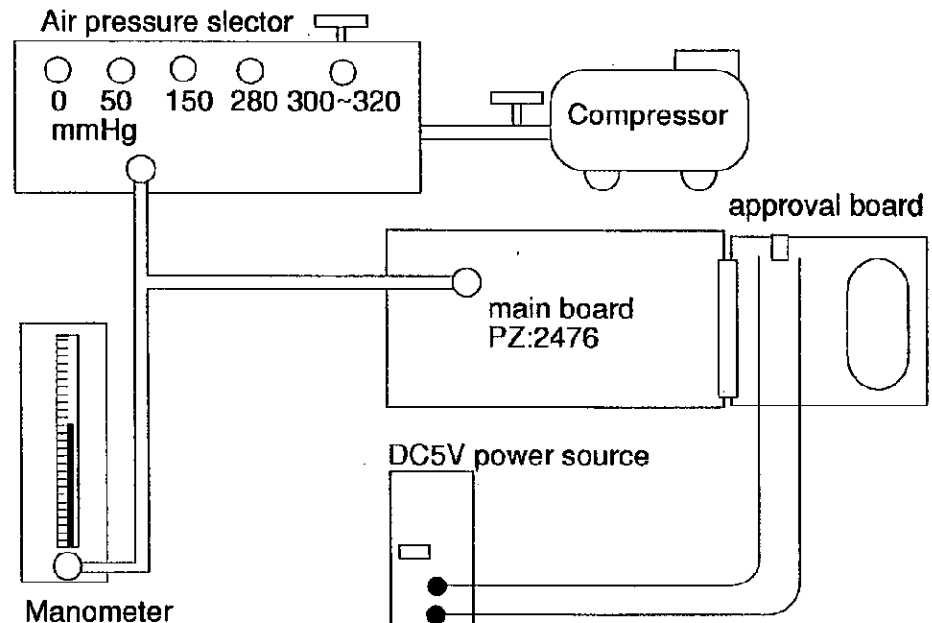 Air pressure slector
0 50 150 280 300~320
mmHg
Compressor
approval board
main board
PZ:2476
DC5V power source
Manometer